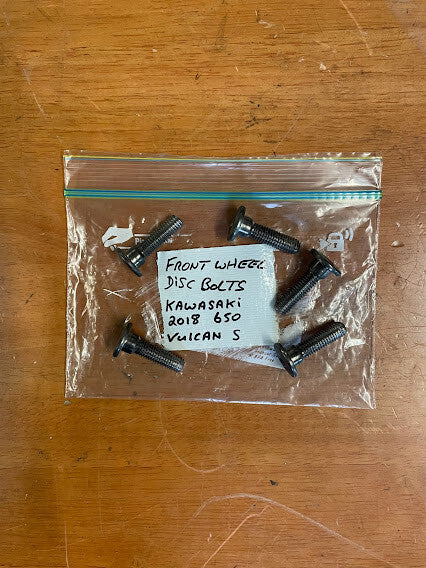 FRONT WHEEL
DISC BOLTS
KAWASAKI
2018 650
VULCAN S